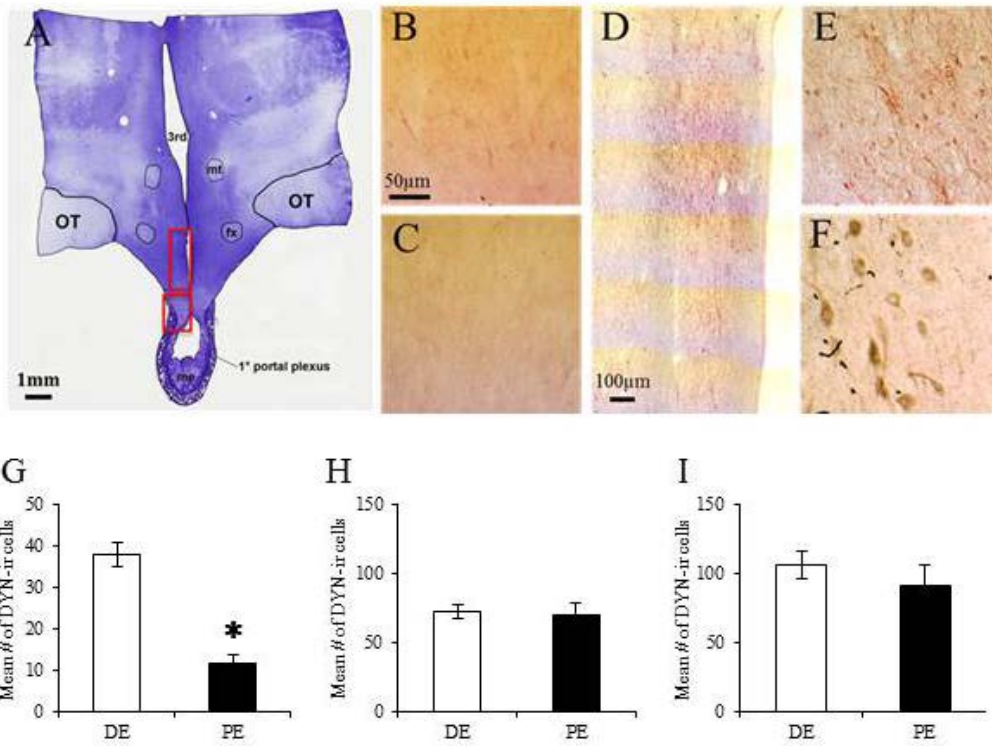 A
3rd
mt
OT
OT
fx
1° portal plexus
me
1mm
B
50µm
C
D
100µm
E
F
G
Mean # of DYN-ir cells
50
40
30
20
10
0
*
DE
PE
H
Mean # of DYN-ir cells
150
100
50
0
DE
PE
I
Mean # of DYN-ir cells
150
100
50
0
DE
PE